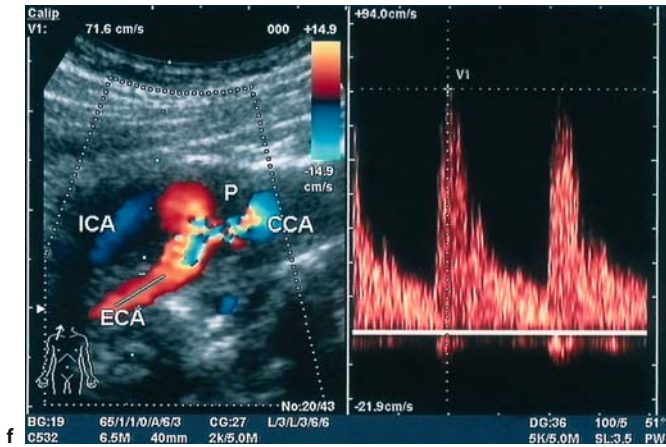 Calip
V1: 71.6 cm/s 000 +14.9
-14.9
cm/s
P
ICA
CCA
ECA
No:20/43
+94.0cm/s
V1
-21.9cm/s
BG:19 65/1/1/0/A/6/3 CG:27 L/3/L/3/6/6 DG:36 100/5 51
C532 6.5M 40mm 2k/5.0M 5K/5.0M SL:3.5 PW
f